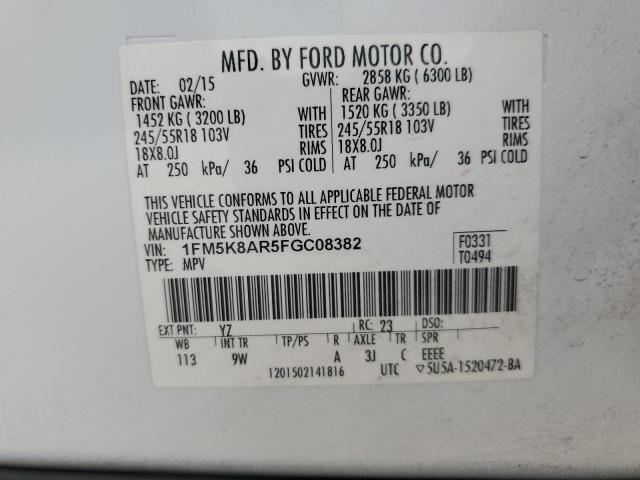 MFD. BY FORD MOTOR CO.
DATE: 02/15 GVWR: 2858 KG ( 6300 LB)
FRONT GAWR: REAR GAWR:
1452 KG ( 3200 LB) WITH 1520 KG ( 3350 LB) WITH
245/55R18 103V TIRES 245/55R18 103V TIRES
18X8.0J RIMS 18X8.0J RIMS
AT 250 kPa/ 36 PSI COLD AT 250 kPa/ 36 PSI COLD
THIS VEHICLE CONFORMS TO ALL APPLICABLE FEDERAL MOTOR
VEHICLE SAFETY STANDARDS IN EFFECT ON THE DATE OF
MANUFACTURE SHOWN ABOVE.
VIN: 1FM5K8AR5FGC08382 F0331
TYPE: MPV T0494
EXT PNT: YZ RC: 23 DSO:
WB INT TR TP/PS R AXLE TR SPR
113 9W A 3J C EEEE
1201502141816 UTC ▽5U5A-1520472-BA